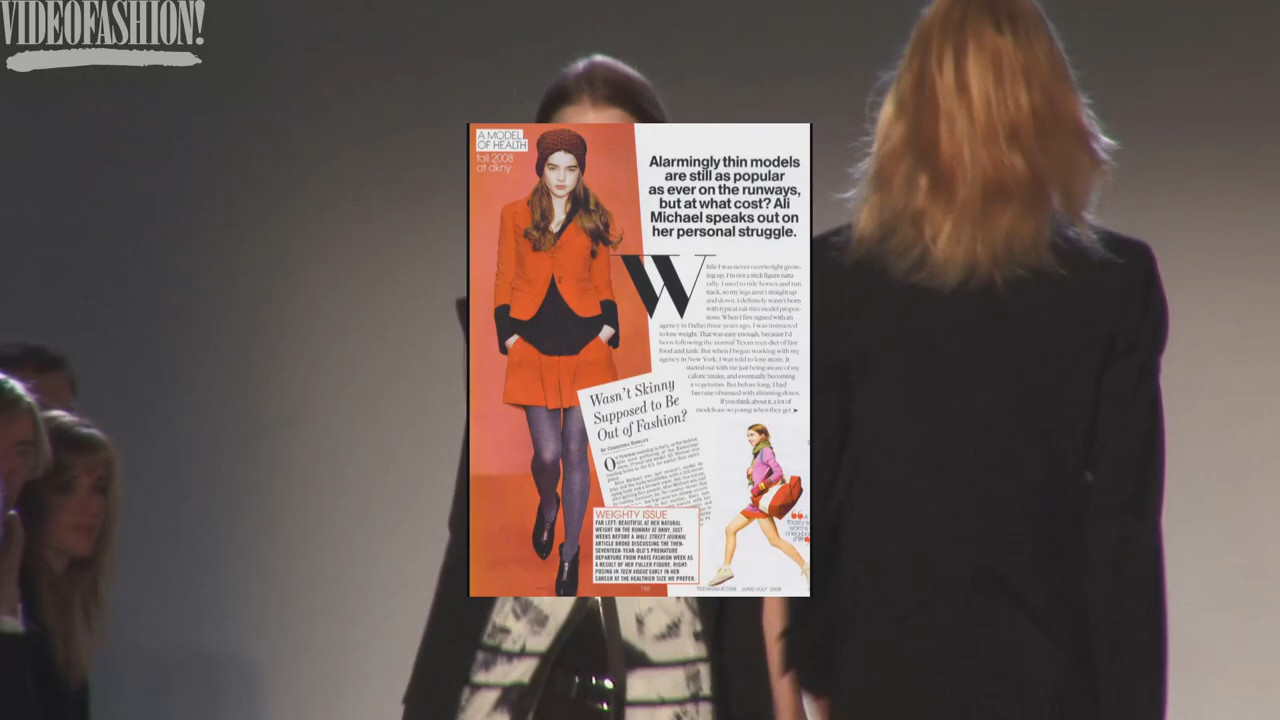 VIDEOFASHION!
A MODEL
OF HEALTH
fall 2008
at dkny
Alarmingly thin models
are still as popular
as ever on the runways,
but at what cost? Ali
Michael speaks out on
her personal struggle.
While I was never overweight grow-
ing up, I'm not a stick figure natu-
rally. I used to ride horses and run
track, so my legs aren't straight up
and down. I definitely wasn't born
with typical rail-thin model propor-
tions. When I first signed with an
agency in Dallas three years ago, I was instructed
to lose weight. That was easy enough, because I'd
been following the normal Texan teen diet of fast
food and junk. But when I began working with my
agency in New York, I was told to lose more. It
started out with me just being aware of my
caloric intake, and eventually becoming
a vegetarian. But before long, I had
become obsessed with slimming down.
If you think about it, a lot of
models are so young when they get ➤
Wasn't Skinny
Supposed to Be
Out of Fashion?
WEIGHTY ISSUE
FAR LEFT: BEAUTIFUL AT HER NATURAL
WEIGHT ON THE RUNWAY AT DKNY, JUST
WEEKS BEFORE A WALL STREET JOURNAL
ARTICLE BROKE DISCUSSING THE THEN-
SEVENTEEN-YEAR-OLD'S PREMATURE
DEPARTURE FROM PARIS FASHION WEEK AS
A RESULT OF HER FULLER FIGURE. RIGHT:
POSING IN TEEN VOGUE EARLY IN HER
CAREER AT THE HEALTHIER SIZE WE PREFER.
TEENVOGUE.COM JUNE/JULY 2008